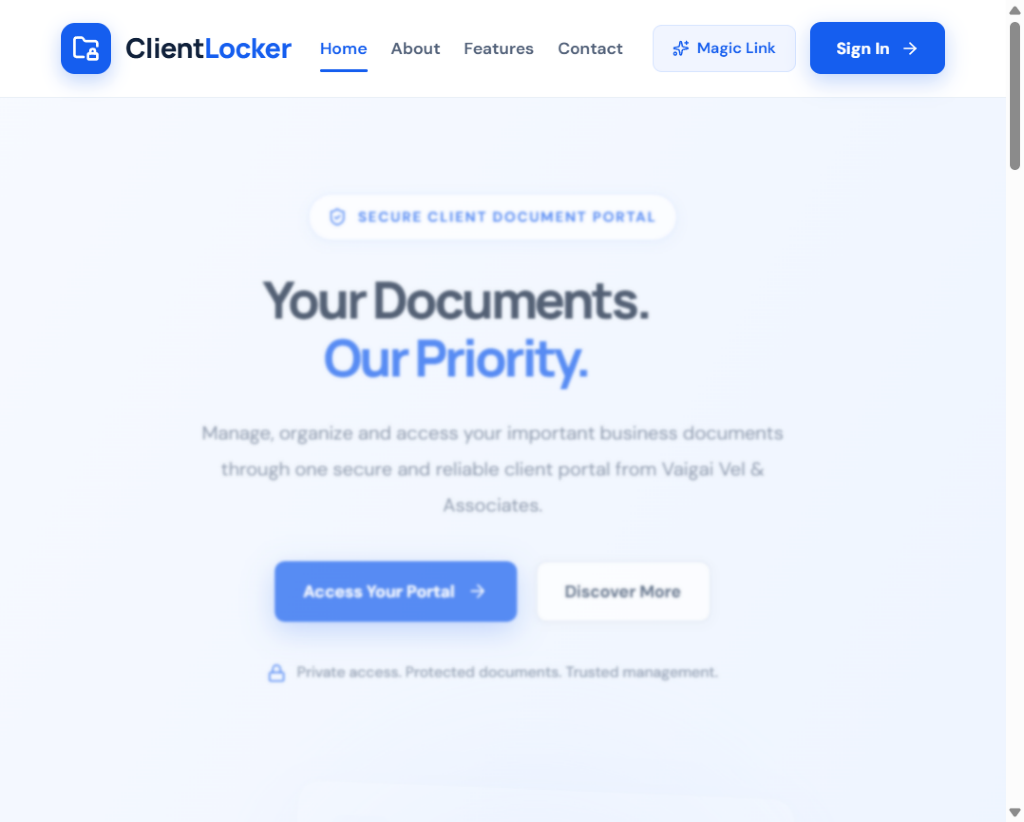 ClientLocker
Home
About
Features
Contact
Magic Link
Sign In
SECURE CLIENT DOCUMENT PORTAL
Your Documents.
Our Priority.
Manage, organize and access your important business documents
through one secure and reliable client portal from Vaigai Vel &
Associates.
Access Your Portal
Discover More
Private access. Protected documents. Trusted management.